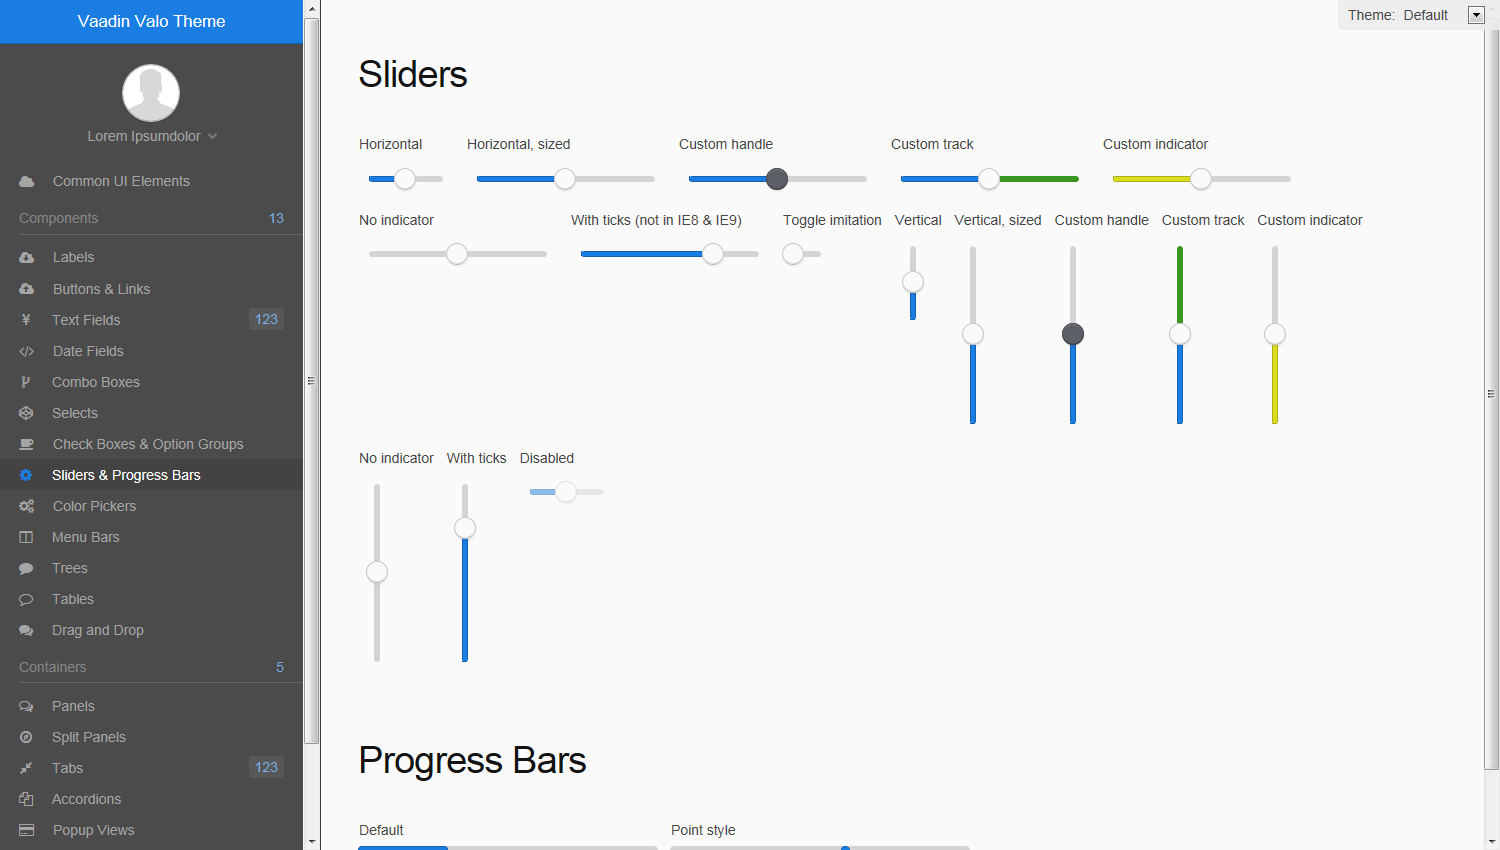 Vaadin Valo Theme
Lorem Ipsumdolor
Common UI Elements
Components 13
Labels
Buttons & Links
Text Fields 123
Date Fields
Combo Boxes
Selects
Check Boxes & Option Groups
Sliders & Progress Bars
Color Pickers
Menu Bars
Trees
Tables
Drag and Drop
Containers 5
Panels
Split Panels
Tabs 123
Accordions
Popup Views
Theme: Default
Sliders
Horizontal Horizontal, sized Custom handle Custom track Custom indicator
No indicator With ticks (not in IE8 & IE9) Toggle imitation Vertical Vertical, sized Custom handle Custom track Custom indicator
No indicator With ticks Disabled
Progress Bars
Default Point style